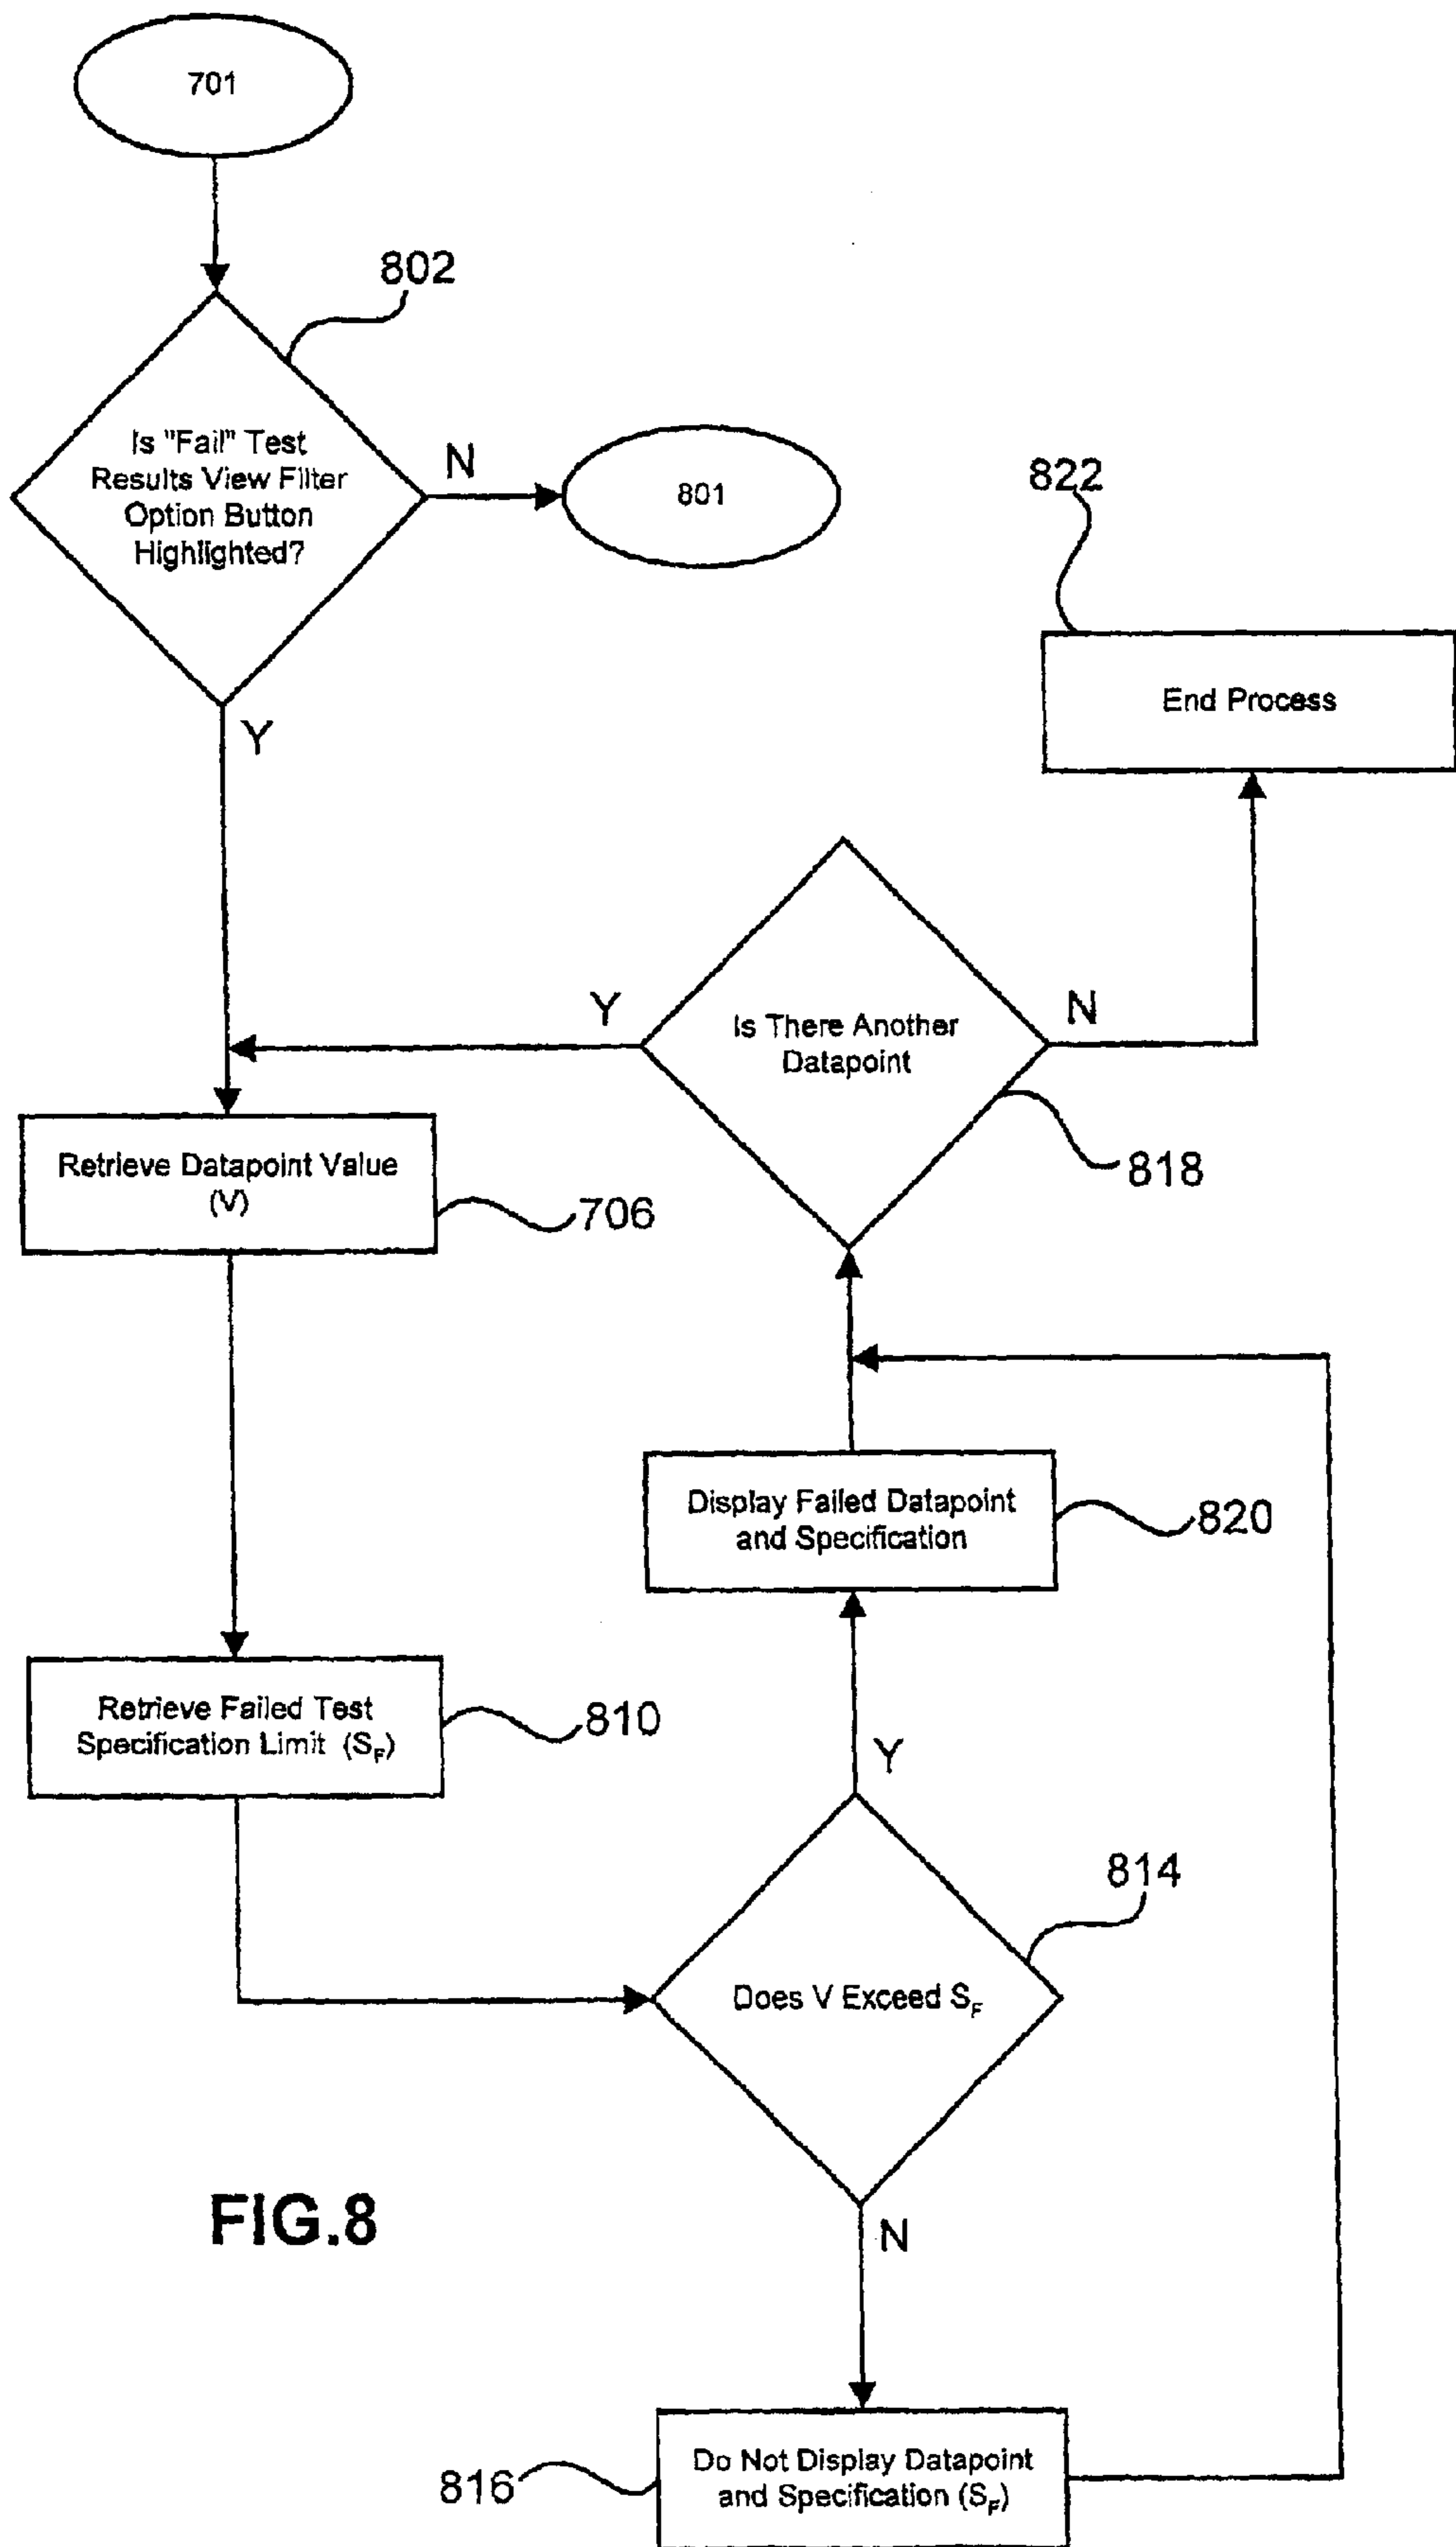 701
802
Is "Fail" Test
Results View Filter
Option Button
Highlighted?
N
801
822
End Process
Y
Y
Is There Another
Datapoint
N
818
Retrieve Datapoint Value
(V)
706
Display Failed Datapoint
and Specification
820
Retrieve Failed Test
Specification Limit (S_F)
810
Y
814
Does V Exceed S_F
N
FIG.8
816
Do Not Display Datapoint
and Specification (S_F)